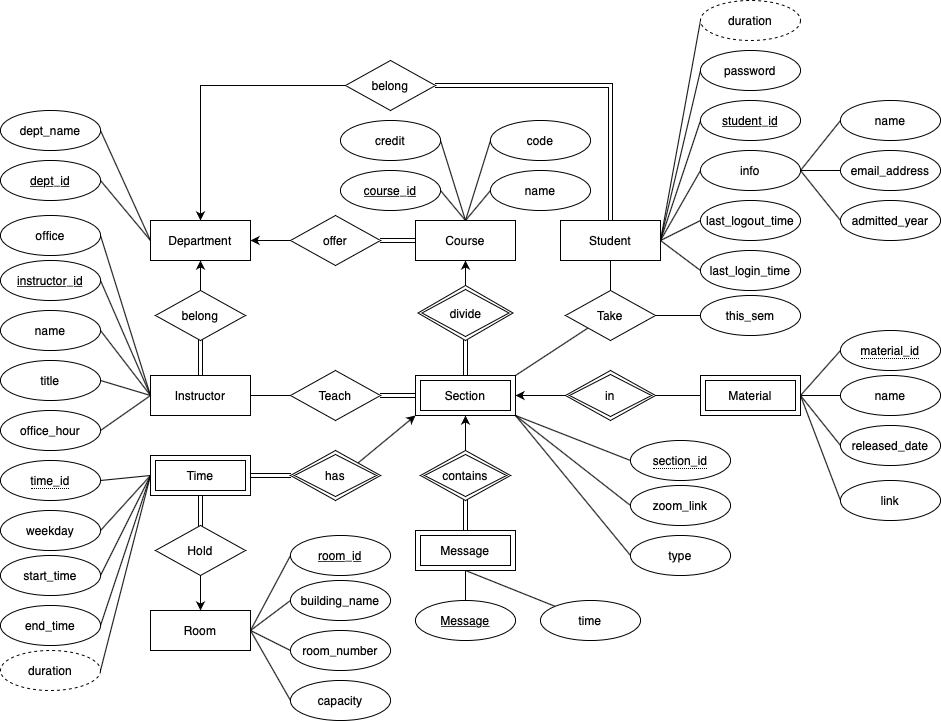 duration
password
belong
dept_name
credit
code
student_id
name
dept_id
course_id
name
info
email_address
office
Department
offer
Course
Student
last_logout_time
admitted_year
instructor_id
last_login_time
belong
divide
Take
this_sem
name
material_id
title
Instructor
Teach
Section
in
Material
name
office_hour
released_date
time_id
Time
has
contains
section_id
weekday
zoom_link
link
Hold
Message
room_id
type
start_time
building_name
end_time
Room
Message
time
room_number
duration
capacity